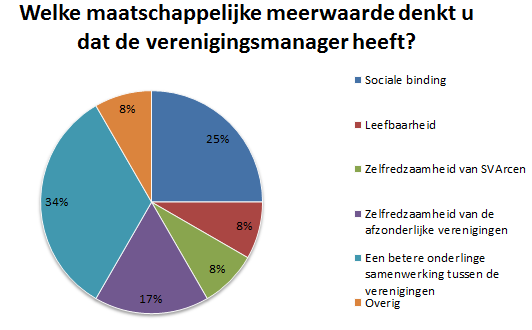 Welke maatschappelijke meerwaarde denkt u
dat de verenigingsmanager heeft?
8%
25%
34%
8%
8%
17%
Sociale binding
Leefbaarheid
Zelfredzaamheid van SVArcen
Zelfredzaamheid van de
afzonderlijke verenigingen
Een betere onderlinge
samenwerking tussen de
verenigingen
Overig